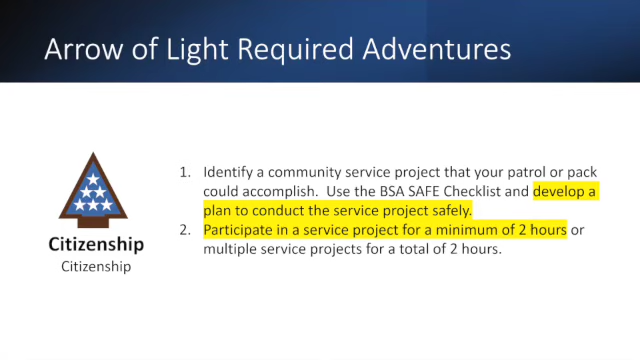 Arrow of Light Required Adventures
1. Identify a community service project that your patrol or pack
could accomplish. Use the BSA SAFE Checklist and develop a
plan to conduct the service project safely.
2. Participate in a service project for a minimum of 2 hours or
multiple service projects for a total of 2 hours.
Citizenship
Citizenship